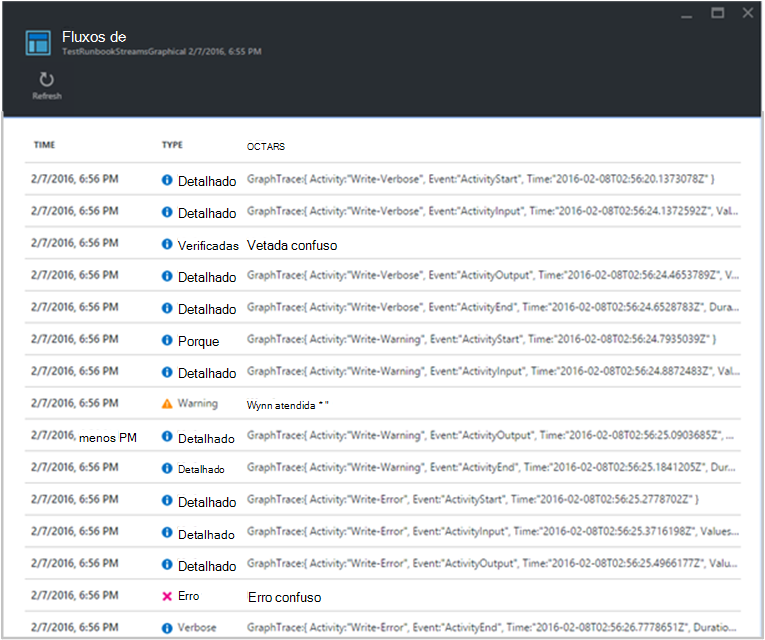 Fluxos de
TestRunbookStreamsGraphical 2/7/2016, 6:55 PM
Refresh
TIME TYPE OCTARS
2/7/2016, 6:56 PM Detalhado GraphTrace:{ Activity:"Write-Verbose", Event:"ActivityStart", Time:"2016-02-08T02:56:20.1373078Z" }
2/7/2016, 6:56 PM Detalhado GraphTrace:{ Activity:"Write-Verbose", Event:"ActivityInput", Time:"2016-02-08T02:56:24.1372592Z", Val...
2/7/2016, 6:56 PM Verificadas Vetada confuso
2/7/2016, 6:56 PM Detalhado GraphTrace:{ Activity:"Write-Verbose", Event:"ActivityOutput", Time:"2016-02-08T02:56:24.4653789Z", V...
2/7/2016, 6:56 PM Detalhado GraphTrace:{ Activity:"Write-Verbose", Event:"ActivityEnd", Time:"2016-02-08T02:56:24.6528783Z", Dura...
2/7/2016, 6:56 PM Porque GraphTrace:{ Activity:"Write-Warning", Event:"ActivityStart", Time:"2016-02-08T02:56:24.7935039Z" }
2/7/2016, 6:56 PM Detalhado GraphTrace:{ Activity:"Write-Warning", Event:"ActivityInput", Time:"2016-02-08T02:56:24.8872483Z", Val...
2/7/2016, 6:56 PM Warning Wynn atendida * "
2/7/2016, menos PM Detalhado GraphTrace:{ Activity:"Write-Warning", Event:"ActivityOutput", Time:"2016-02-08T02:56:25.0903685Z", ...
2/7/2016, 6:56 PM Detalhado GraphTrace:{ Activity:"Write-Warning", Event:"ActivityEnd", Time:"2016-02-08T02:56:25.1841205Z", Dur...
2/7/2016, 6:56 PM Detalhado GraphTrace:{ Activity:"Write-Error", Event:"ActivityStart", Time:"2016-02-08T02:56:25.2778702Z" }
2/7/2016, 6:56 PM Detalhado GraphTrace:{ Activity:"Write-Error", Event:"ActivityInput", Time:"2016-02-08T02:56:25.3716198Z", Values...
2/7/2016, 6:56 PM Detalhado GraphTrace:{ Activity:"Write-Error", Event:"ActivityOutput", Time:"2016-02-08T02:56:25.4966177Z", Valu...
2/7/2016, 6:56 PM Erro Erro confuso
2/7/2016, 6:56 PM Verbose GraphTrace:{ Activity:"Write-Error", Event:"ActivityEnd", Time:"2016-02-08T02:56:26.7778651Z", Duratio...